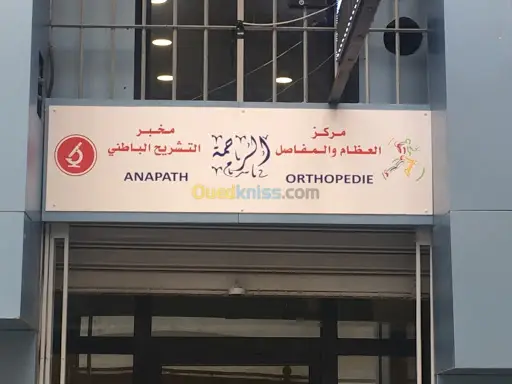 مركز
العظام والمفاصل
ORTHOPEDIE
الرحمة
مخبر
التشريح الباطني
ANAPATH
Ouedkniss.com